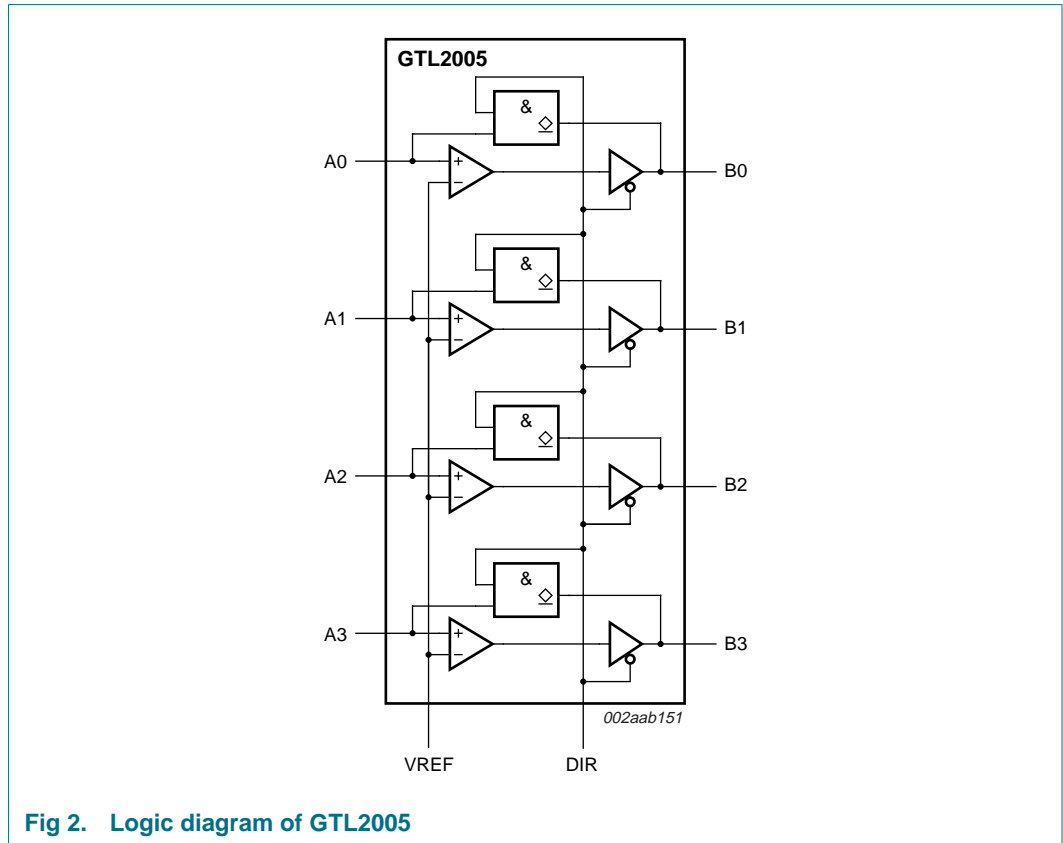 GTL2005
&
A0
+
−
B0
&
A1
+
−
B1
&
A2
+
−
B2
&
A3
+
−
B3
002aab151
VREF DIR
Fig 2. Logic diagram of GTL2005